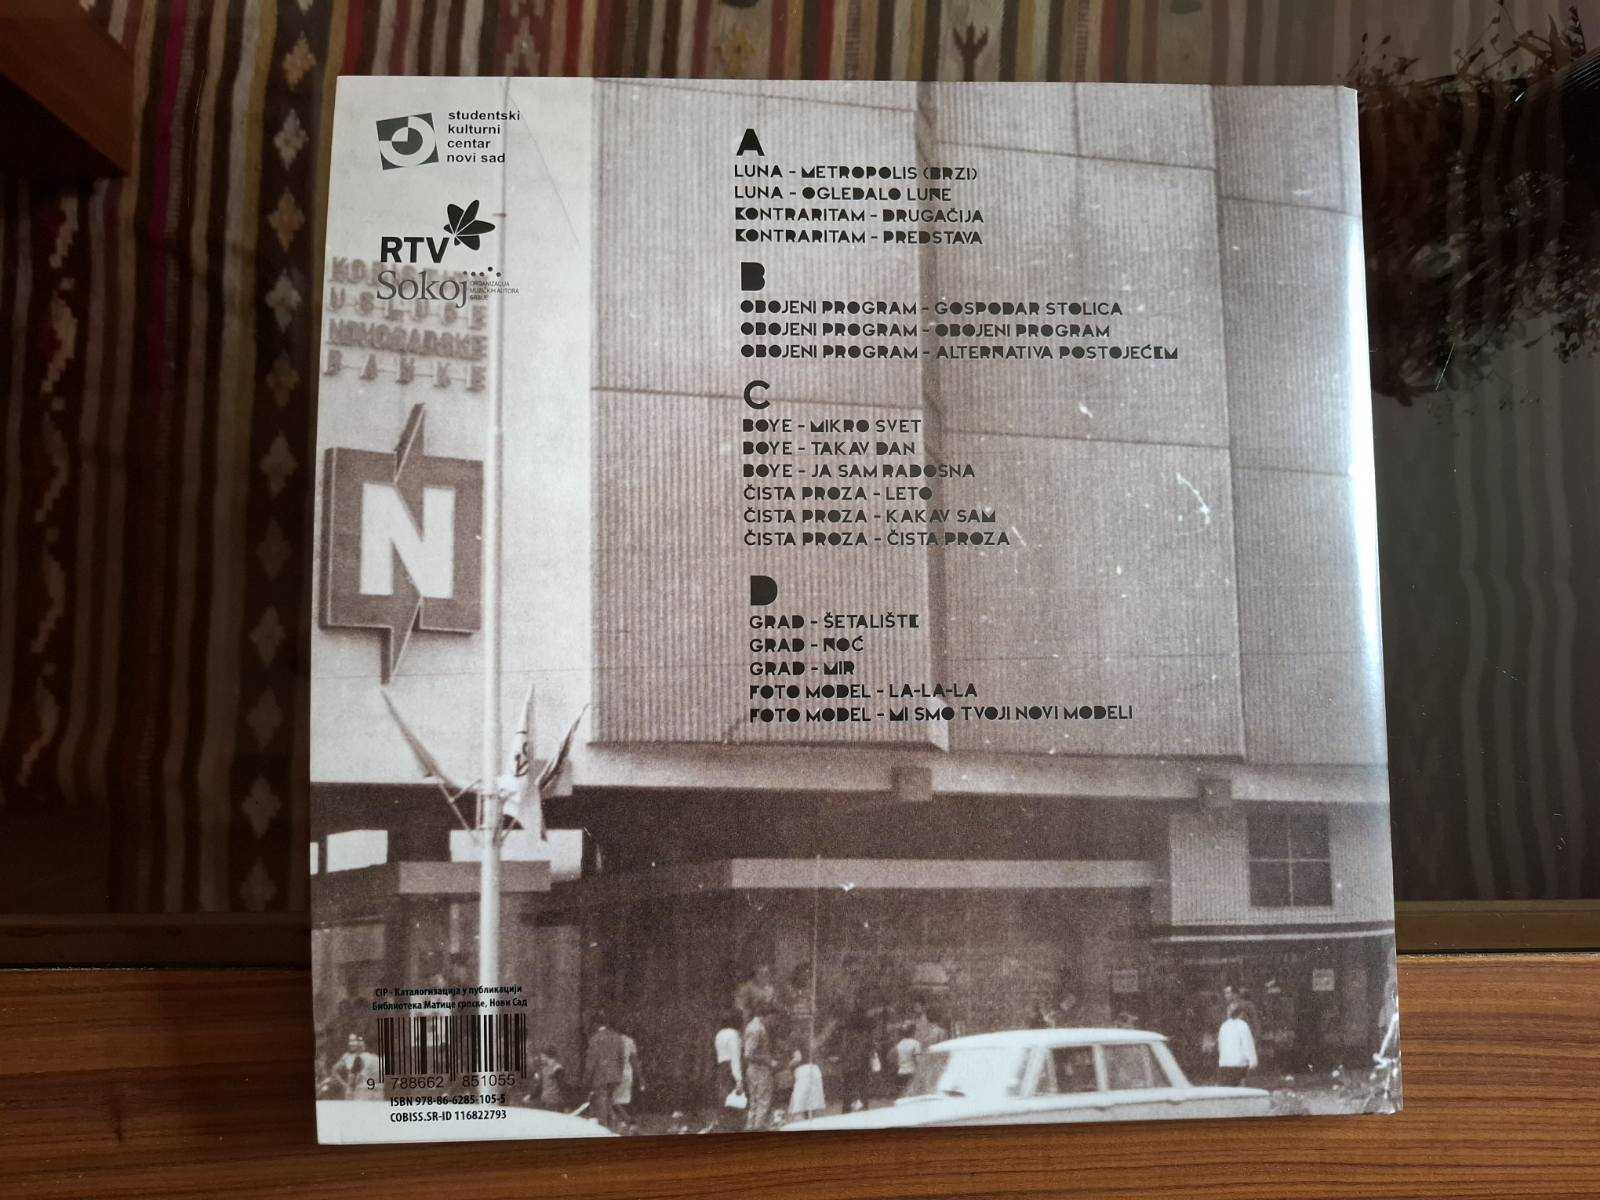 studentski
kulturni
centar
novi sad
RTV
Sokoj
ORGANIZACIJA
MUZIČKIH AUTORA
SRBIJE
USLUGE
NOVOSADSKE
BANKE
N
A
LUNA - METROPOLIS (BRZI)
LUNA - OGLEDALO LUNE
KONTRARITAM - DRUGAČIJA
KONTRARITAM - PREDSTAVA
B
OBOJENI PROGRAM - GOSPODAR STOLICA
OBOJENI PROGRAM - OBOJENI PROGRAM
OBOJENI PROGRAM - ALTERNATIVA POSTOJEĆEM
C
BOYE - MIKRO SVET
BOYE - TAKAV DAN
BOYE - JA SAM RADOSNA
ČISTA PROZA - LETO
ČISTA PROZA - KAKAV SAM
ČISTA PROZA - ČISTA PROZA
D
GRAD - ŠETALIŠTE
GRAD - NOĆ
GRAD - MIR
FOTO MODEL - LA-LA-LA
FOTO MODEL - MI SMO TVOJI NOVI MODELI
CIP - Каталогизација у публикацији
Библиотека Матице српске, Нови Сад
9 788662 851055
ISBN 978-86-6285-105-5
COBISS.SR-ID 116822793